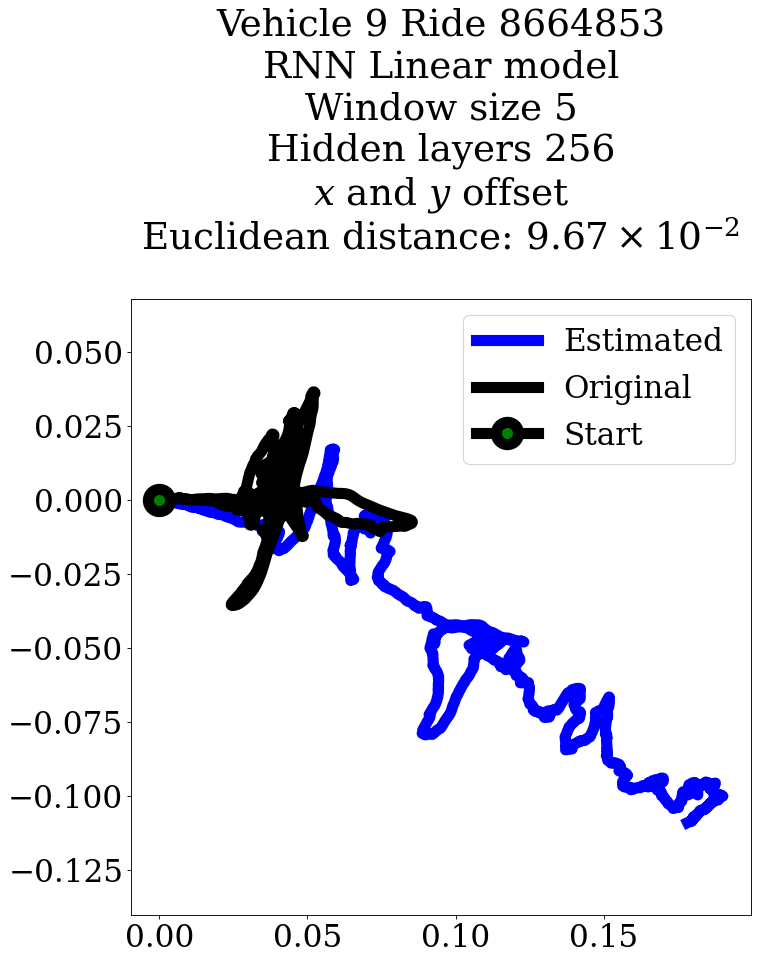 Vehicle 9 Ride 8664853
RNN Linear model
Window size 5
Hidden layers 256
x and y offset
Euclidean distance: 9.67 × 10⁻²
Estimated
Original
Start
0.050
0.025
0.000
−0.025
−0.050
−0.075
−0.100
−0.125
0.00 0.05 0.10 0.15